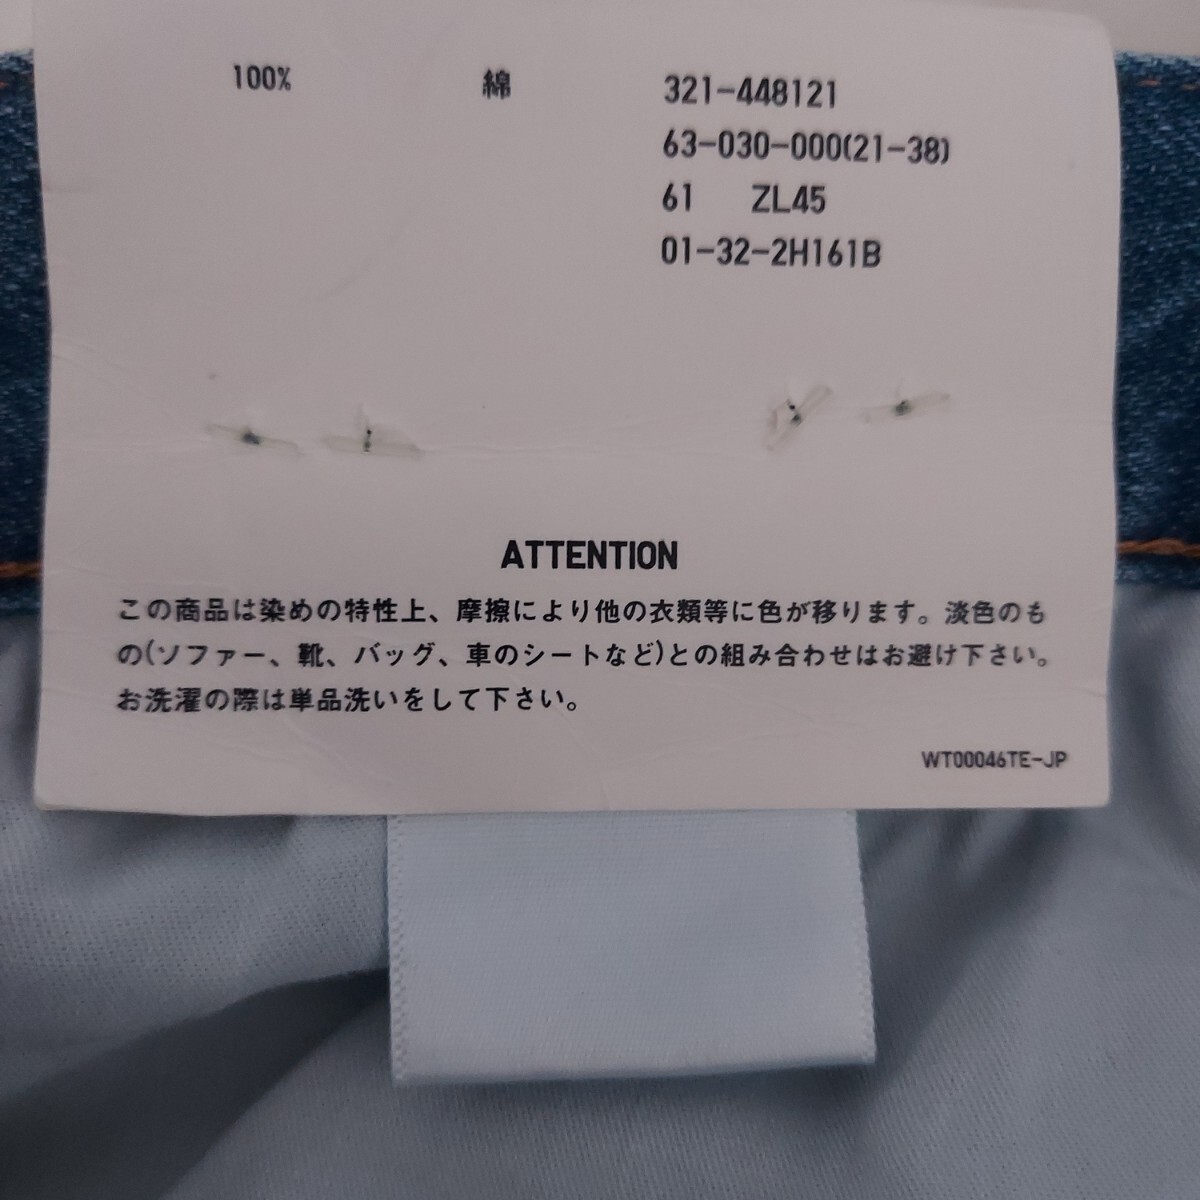 100% 綿 321-448121
63-030-000(21-38)
61 ZL45
01-32-2H161B
ATTENTION
この商品は染めの特性上、摩擦により他の衣類等に色が移ります。淡色のも
の(ソファー、靴、バッグ、車のシートなど)との組み合わせはお避け下さい。
お洗濯の際は単品洗いをして下さい。
WT00046TE-JP